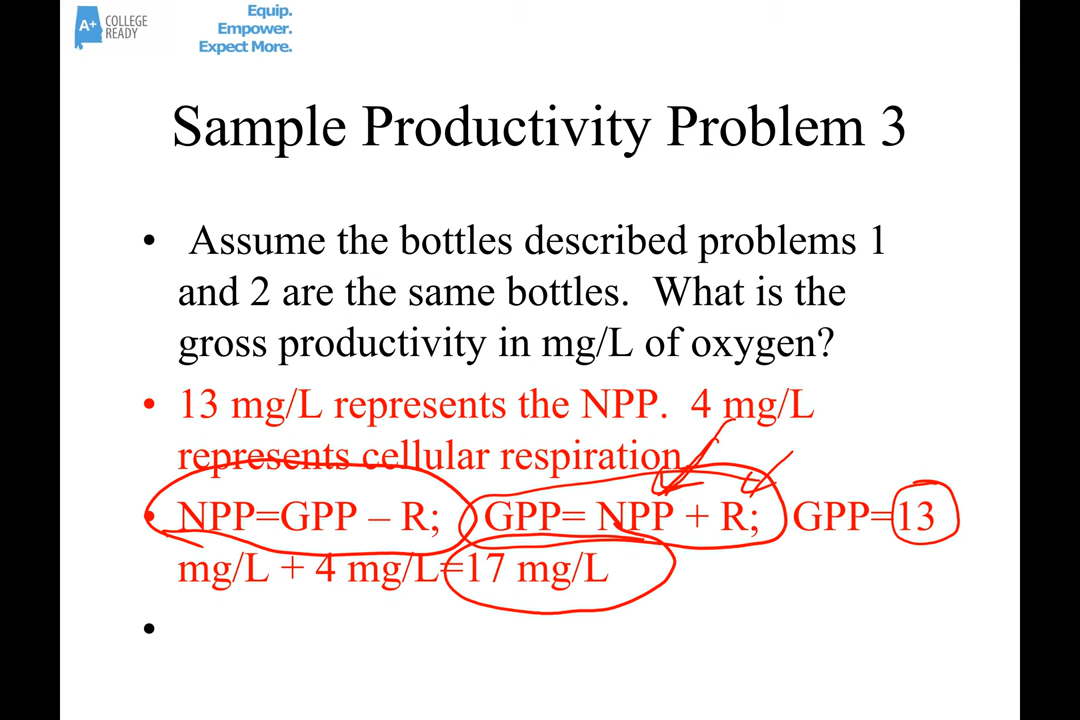 A+ COLLEGE
READY
Equip.
Empower.
Expect More.
Sample Productivity Problem 3
• Assume the bottles described problems 1
and 2 are the same bottles. What is the
gross productivity in mg/L of oxygen?
• 13 mg/L represents the NPP. 4 mg/L
represents cellular respiration.
• NPP=GPP – R; GPP= NPP + R; GPP=13
mg/L + 4 mg/L=17 mg/L
•